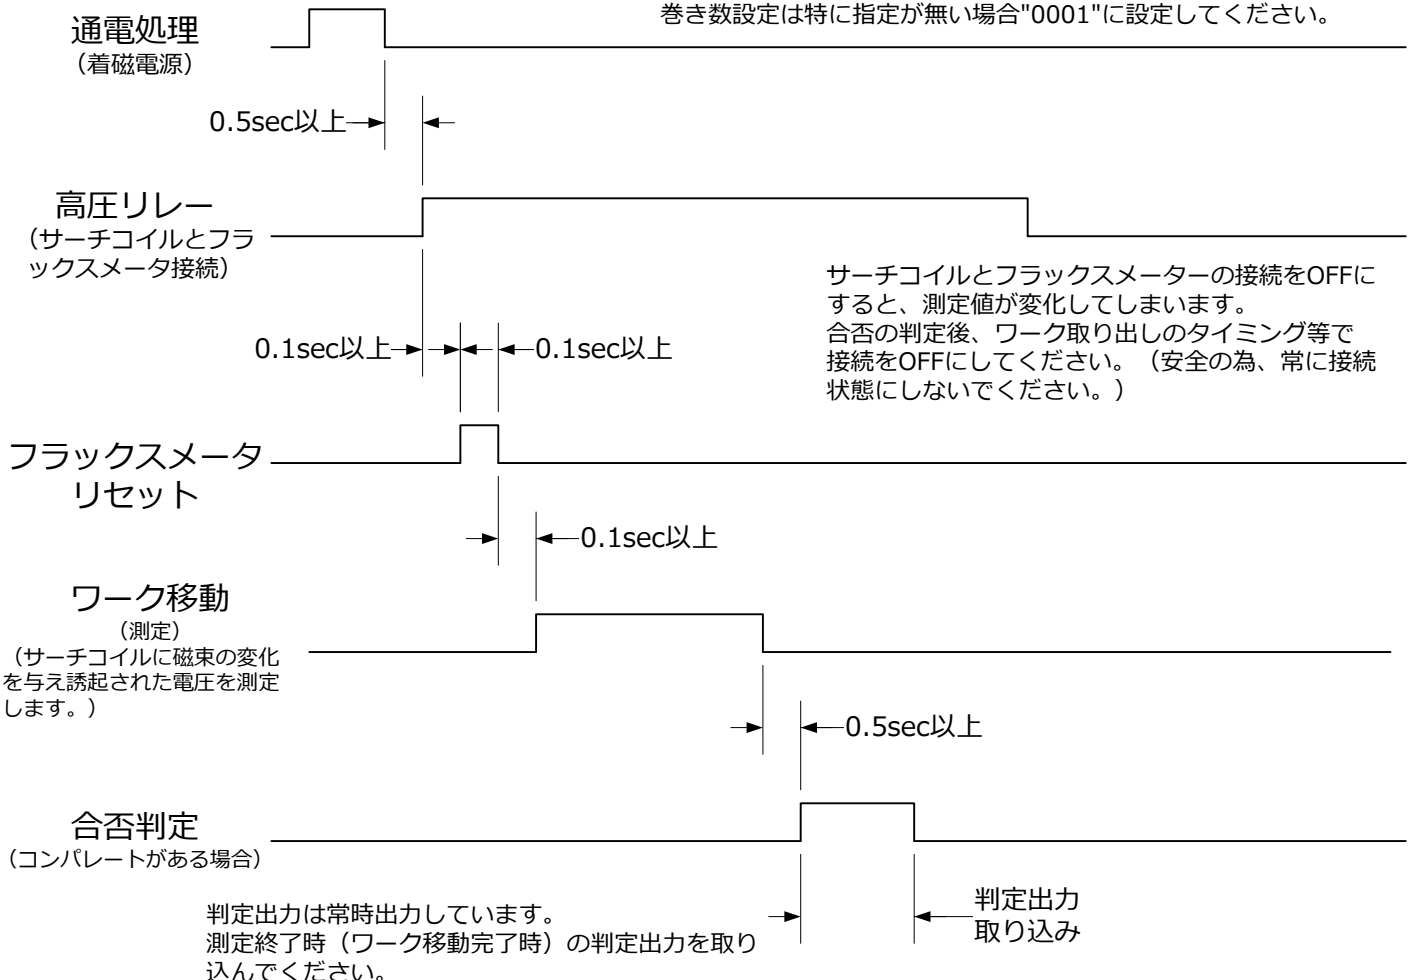 巻き数設定は特に指定が無い場合"0001"に設定してください。
通電処理
（着磁電源）
0.5sec以上
高圧リレー
（サーチコイルとフラ
ックスメータ接続）
サーチコイルとフラックスメーターの接続をOFFに
すると、測定値が変化してしまいます。
合否の判定後、ワーク取り出しのタイミング等で
接続をOFFにしてください。（安全の為、常に接続
状態にしないでください。）
0.1sec以上
0.1sec以上
フラックスメータ
リセット
0.1sec以上
ワーク移動
（測定）
（サーチコイルに磁束の変化
を与え誘起された電圧を測定
します。）
0.5sec以上
合否判定
（コンパレートがある場合）
判定出力
取り込み
判定出力は常時出力しています。
測定終了時（ワーク移動完了時）の判定出力を取り
込んでください。